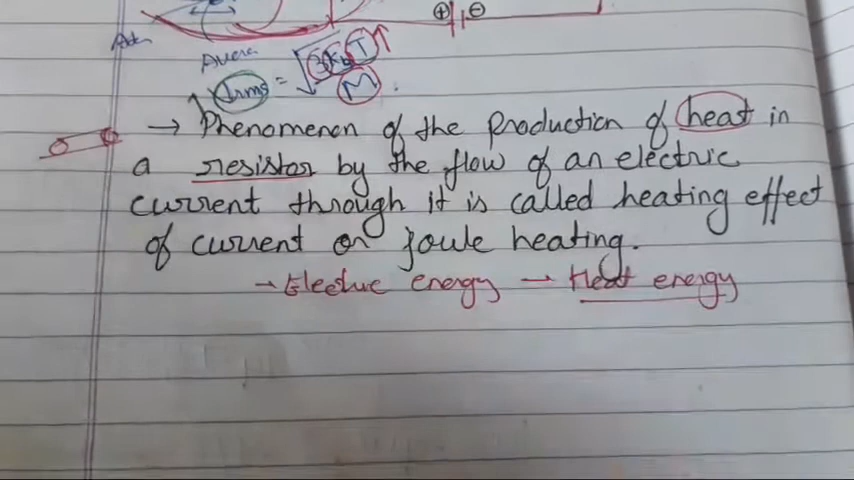 ⊕ ⊖
Avera
Vrms = √3KbT/M
→ Phenomenon of the production of heat in
a resistor by the flow of an electric
current through it is called heating effect
of current or joule heating.
→ Electric energy → Heat energy